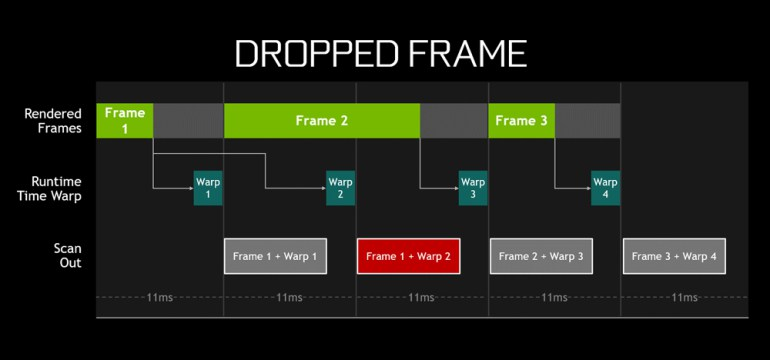 DROPPED FRAME
Rendered
Frames
Frame
1
Frame 2
Frame 3
Runtime
Time Warp
Warp
1
Warp
2
Warp
3
Warp
4
Scan
Out
Frame 1 + Warp 1
Frame 1 + Warp 2
Frame 2 + Warp 3
Frame 3 + Warp 4
11ms
11ms
11ms
11ms
11ms